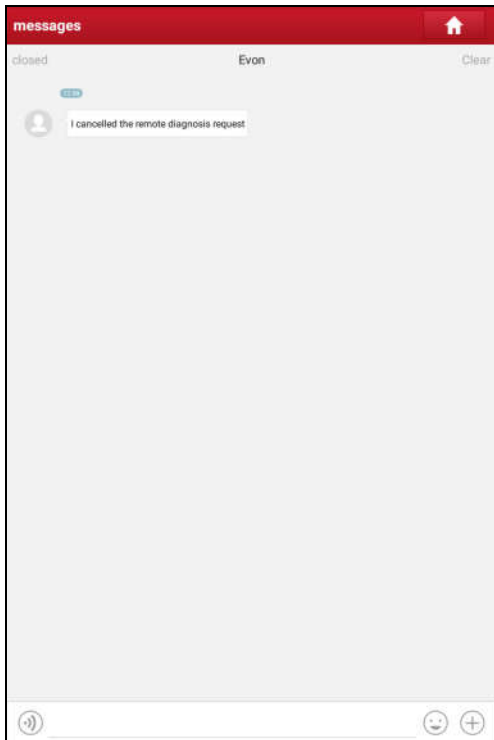 messages
closed
Evon
Clear
I cancelled the remote diagnosis request